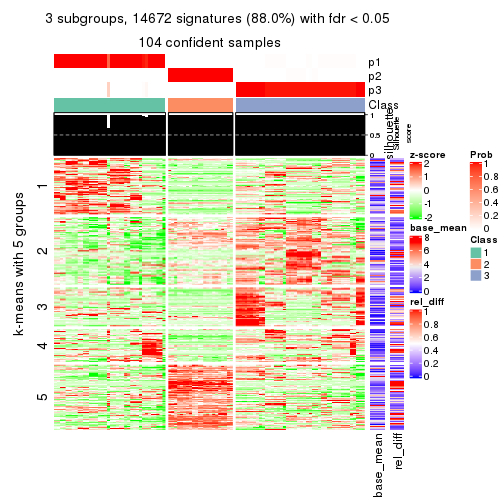 3 subgroups, 14672 signatures (88.0%) with fdr < 0.05
104 confident samples
p1
p2
p3
Class
1
0.5
0
silhouette
Silhouette
score
k-means with 5 groups
1
2
3
4
5
base_mean
rel_diff
z-score
2
1
0
-1
-2
base_mean
8
6
4
2
0
rel_diff
1
0.8
0.6
0.4
0.2
0
Prob
1
0.8
0.6
0.4
0.2
0
Class
1
2
3